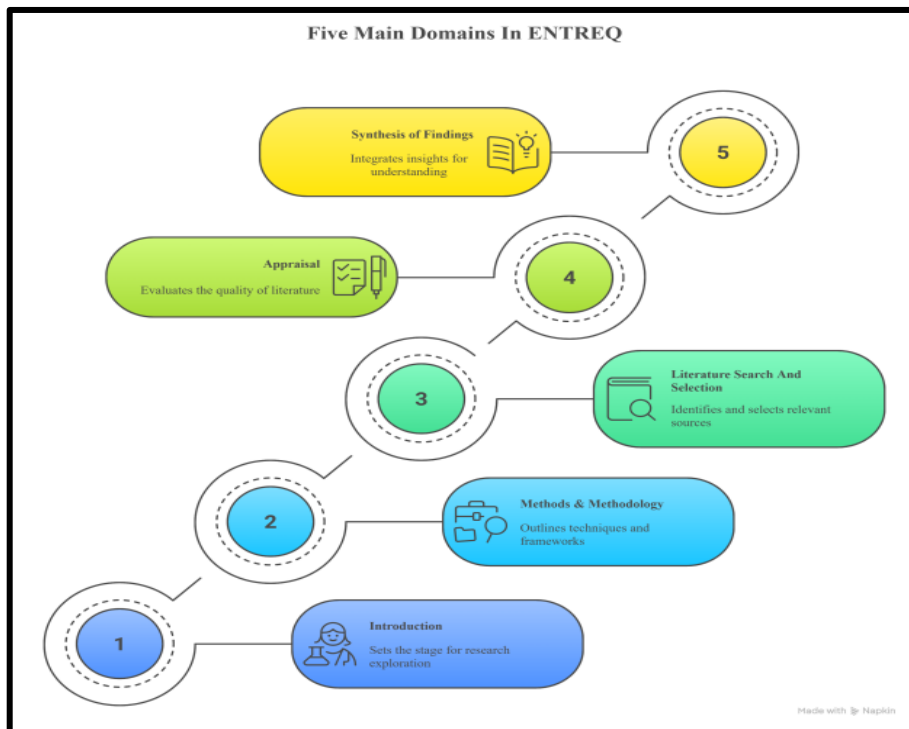 Five Main Domains In ENTREQ
Synthesis of Findings
Integrates insights for
understanding
5
Appraisal
Evaluates the quality of literature
4
3
Literature Search And
Selection
Identifies and selects relevant
sources
2
Methods & Methodology
Outlines techniques and
frameworks
1
Introduction
Sets the stage for research
exploration
Made with Napkin